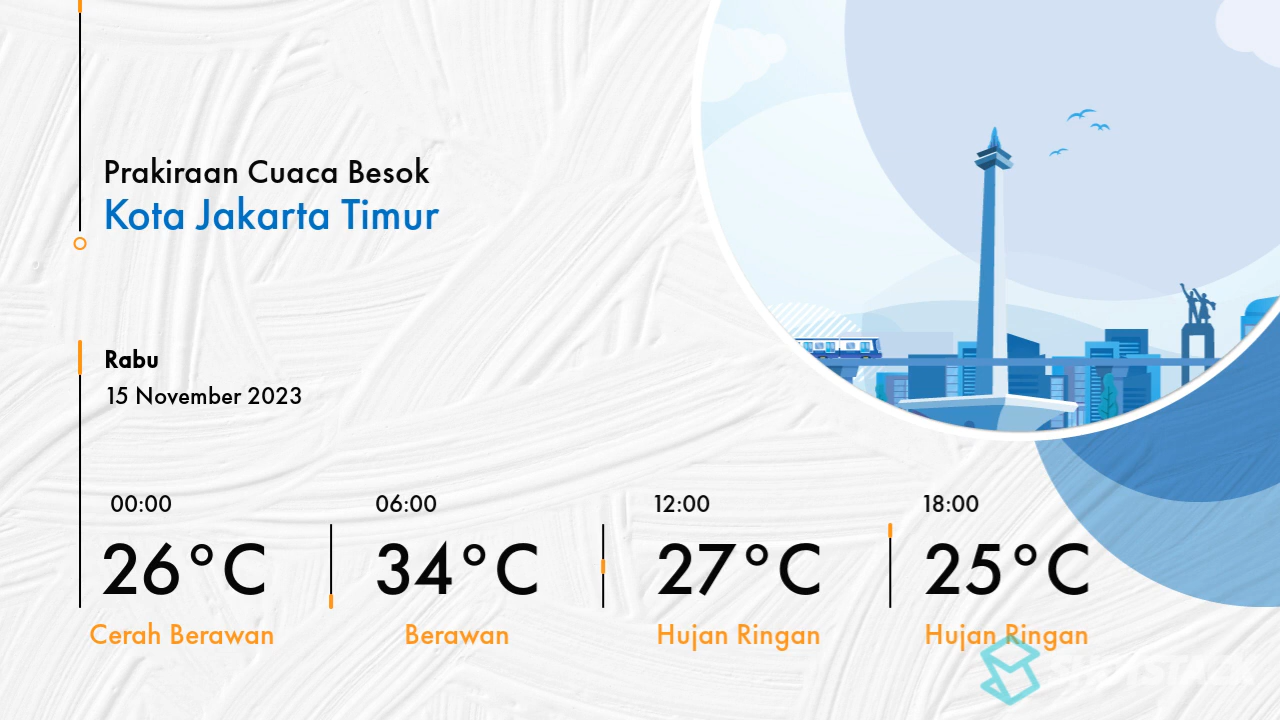 Prakiraan Cuaca Besok
Kota Jakarta Timur
Rabu
15 November 2023
00:00
26°C
Cerah Berawan
06:00
34°C
Berawan
12:00
27°C
Hujan Ringan
18:00
25°C
Hujan Ringan
SHOTSTACK